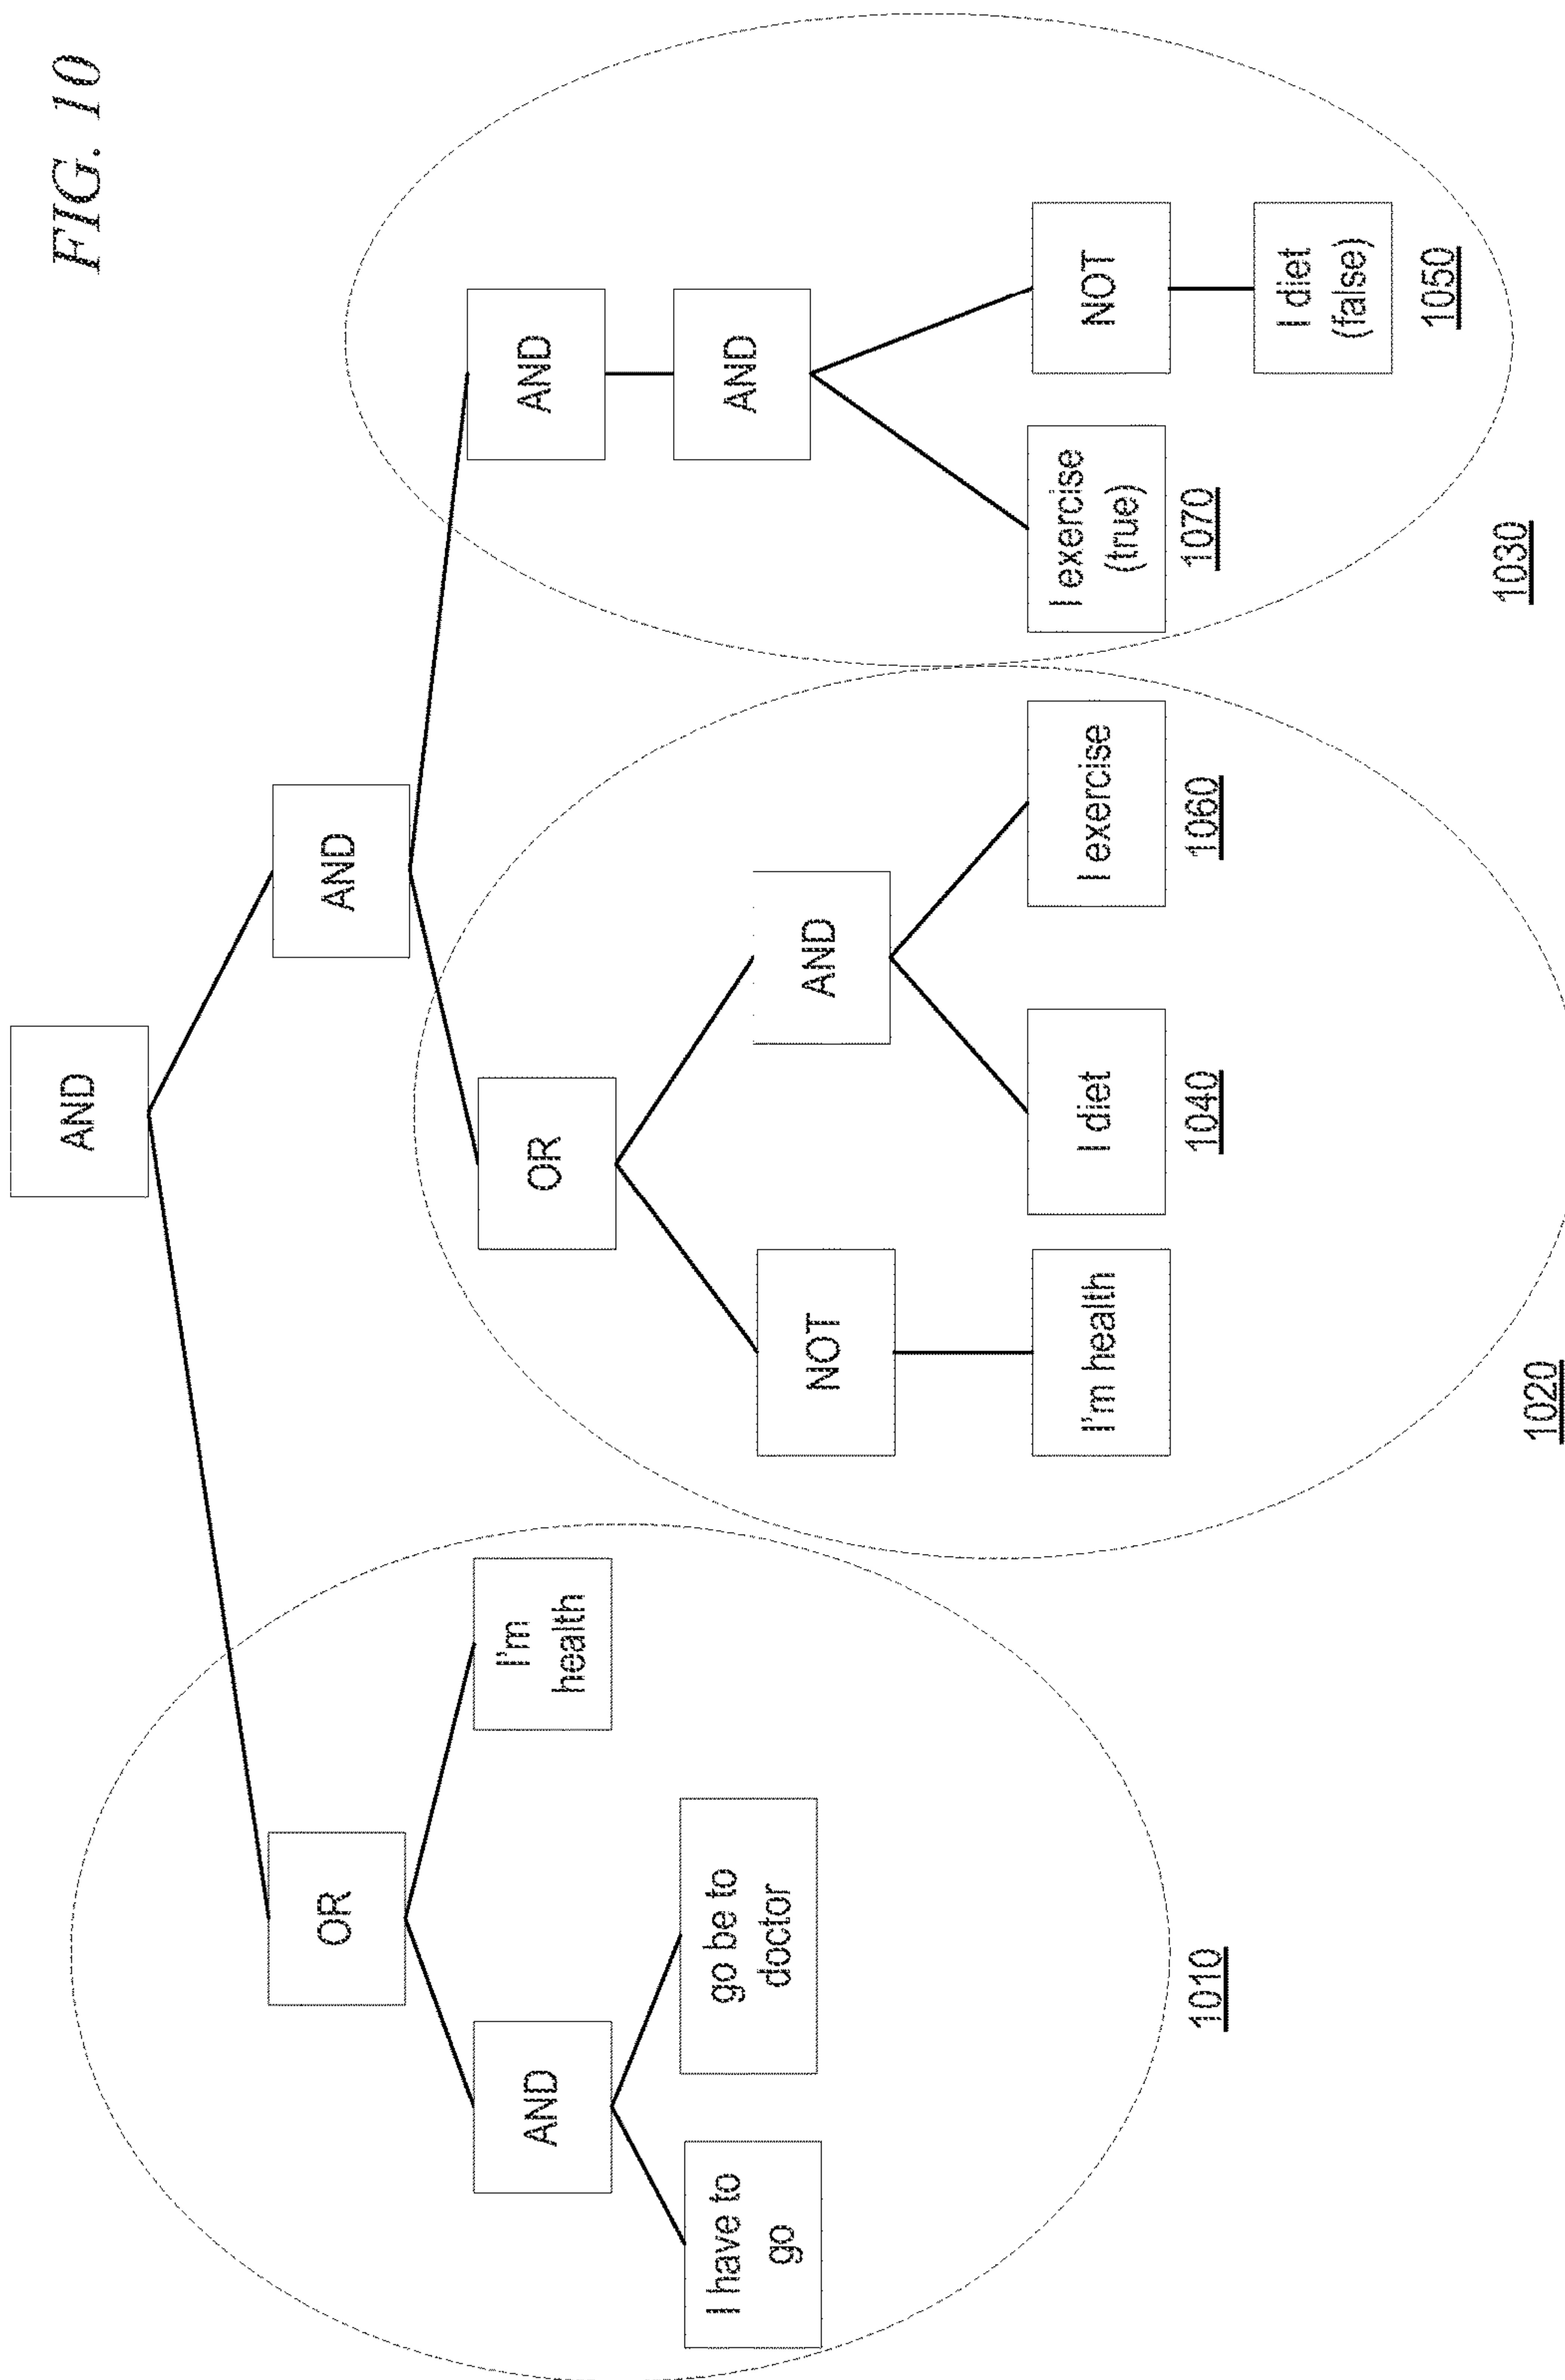 FIG. 10
AND
OR
AND
AND
I'm
health
OR
AND
I have to
go
go be to
doctor
NOT
AND
AND
I'm health
I diet
I exercise
I exercise
(true)
NOT
1040
1060
1070
I diet
(false)
1050
1010
1020
1030